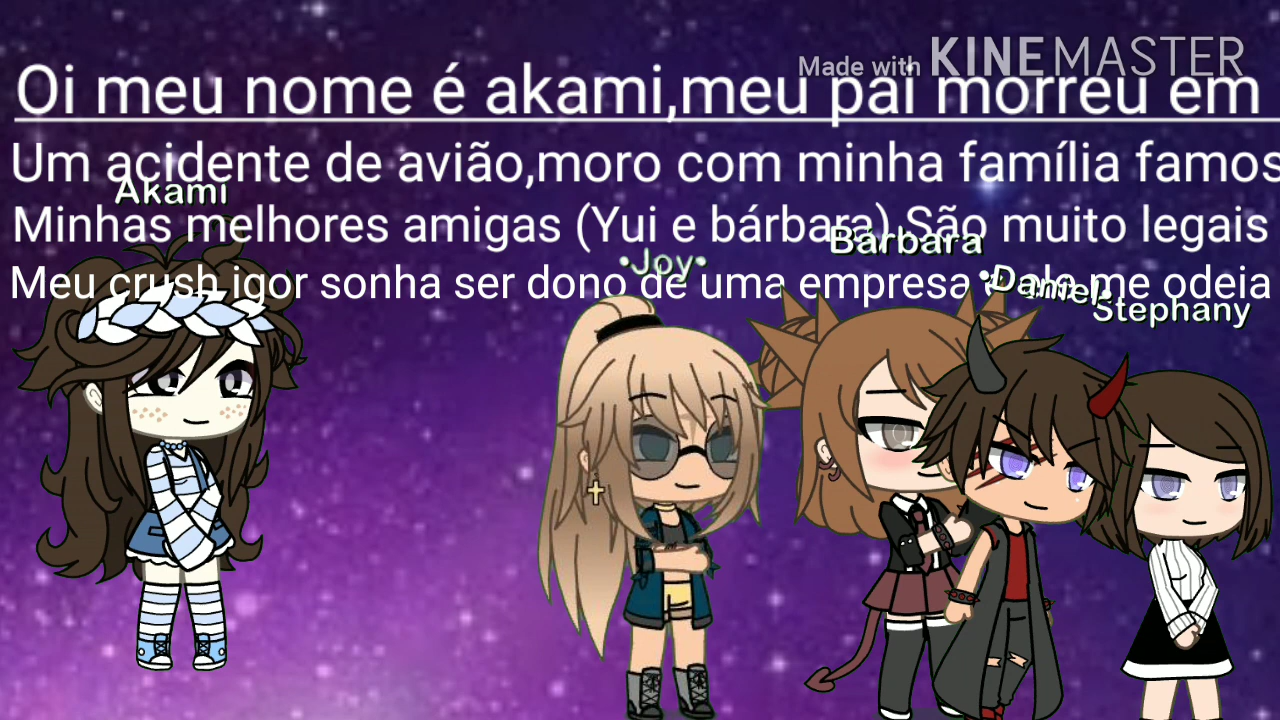 Made with KINEMASTER
Oi meu nome é akami,meu pai morreu em
Um acidente de avião,moro com minha família famos
Akami
Minhas melhores amigas (Yui e bárbara) São muito legais
Bárbara
•Joy•
Meu crush igor sonha ser dono de uma empresa me odeia
•Daniel•
Stephany